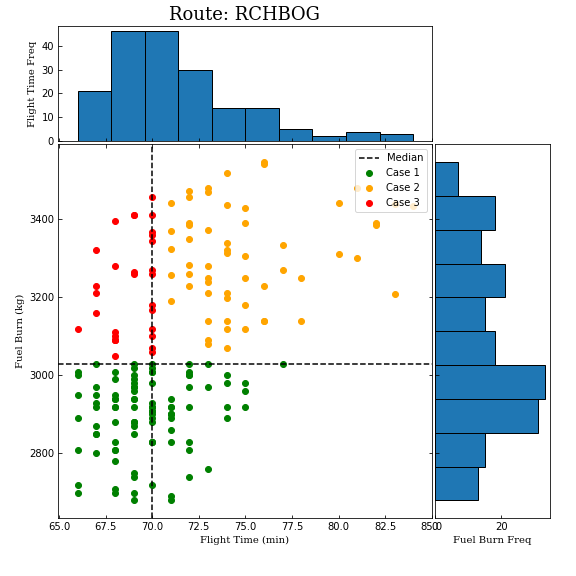 Route: RCHBOG
Flight Time Freq
40
30
20
10
0
Fuel Burn (kg)
3400
3200
3000
2800
Median
Case 1
Case 2
Case 3
65.0 67.5 70.0 72.5 75.0 77.5 80.0 82.5 85.0
0 20
Flight Time (min)
Fuel Burn Freq